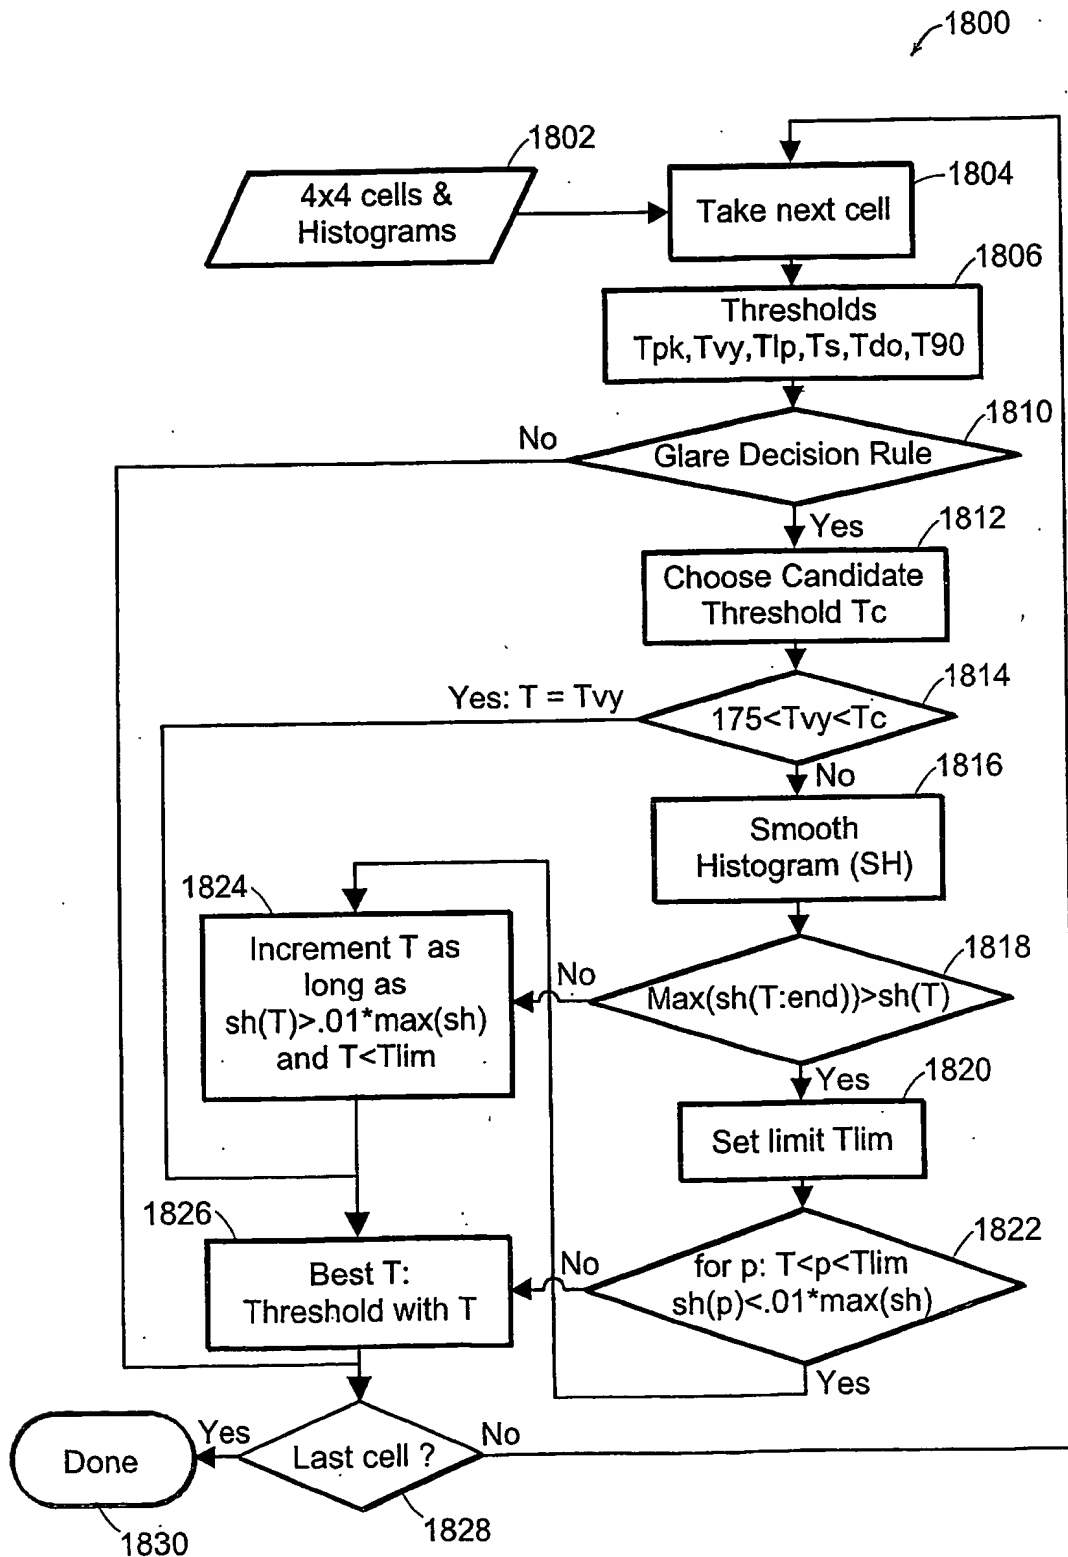 1800
1802
4x4 cells &
Histograms
1804
Take next cell
1806
Thresholds
Tpk,Tvy,Tlp,Ts,Tdo,T90
1810
No
Glare Decision Rule
Yes
1812
Choose Candidate
Threshold Tc
1814
Yes: T = Tvy
175<Tvy<Tc
No
1816
Smooth
Histogram (SH)
1824
Increment T as
long as
sh(T)>.01*max(sh)
and T<Tlim
No
1818
Max(sh(T:end))>sh(T)
Yes
1820
Set limit Tlim
1826
Best T:
Threshold with T
No
1822
for p: T<p<Tlim
sh(p)<.01*max(sh)
Yes
Yes
Done
Last cell ?
No
1828
1830